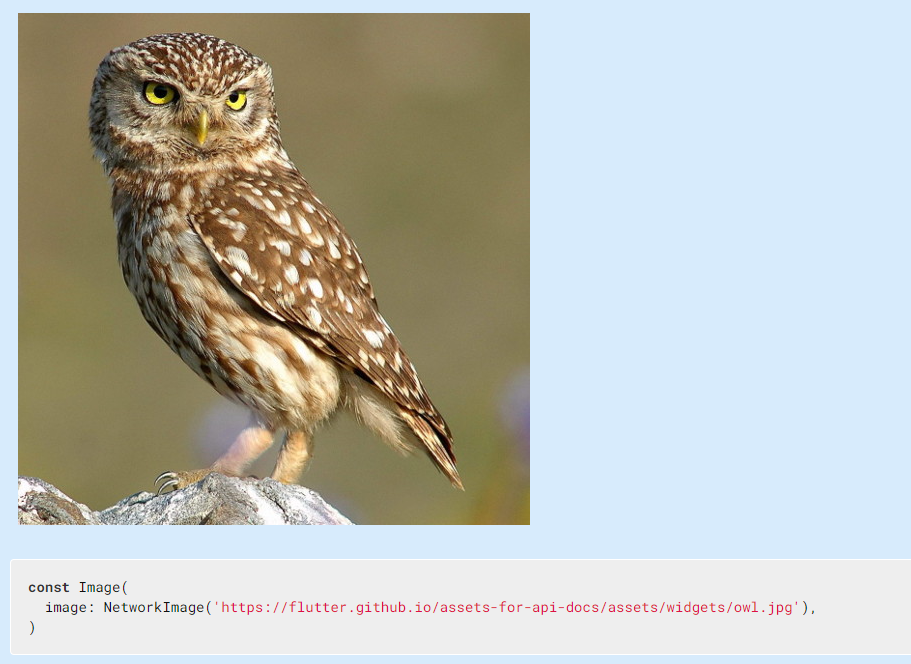 const Image(
  image: NetworkImage('https://flutter.github.io/assets-for-api-docs/assets/widgets/owl.jpg'),
)